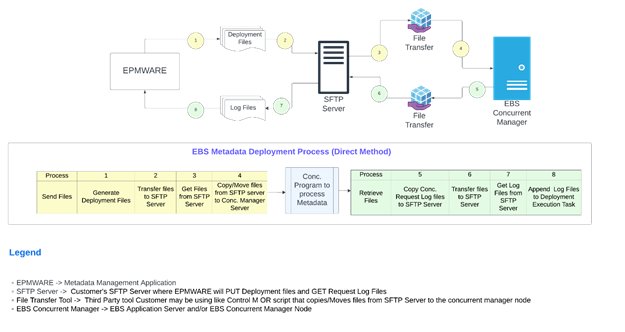 EPMWARE
1
Deployment
Files
2
SFTP
Server
3
File
Transfer
4
EBS
Concurrent
Manager
5
File
Transfer
6
7
Log Files
8
EBS Metadata Deployment Process (Direct Method)
Process 1 2 3 4
Send Files
Generate
Deployment Files
Transfer files
to SFTP
Server
Get Files
from SFTP
Server
Copy/Move files
from SFTP server
to Conc. Manager
Server
Conc.
Program to
process
Metadata
Process 5 6 7 8
Retrieve
Files
Copy Conc.
Request Log files
to SFTP Server
Transfer files
to SFTP
Server
Get Log
Files from
SFTP
Server
Append Log Files
to Deployment
Execution Task
Legend
- EPMWARE -> Metadata Management Application
- SFTP Server -> Customer's SFTP Server where EPMWARE will PUT Deployment files and GET Request Log Files
- File Transfer Tool -> Third Party tool Customer may be using like Control M OR script that copies/Moves files from SFTP Server to the concurrent manager node
- EBS Concurrent Manager -> EBS Application Server and/or EBS Concurrent Manager Node